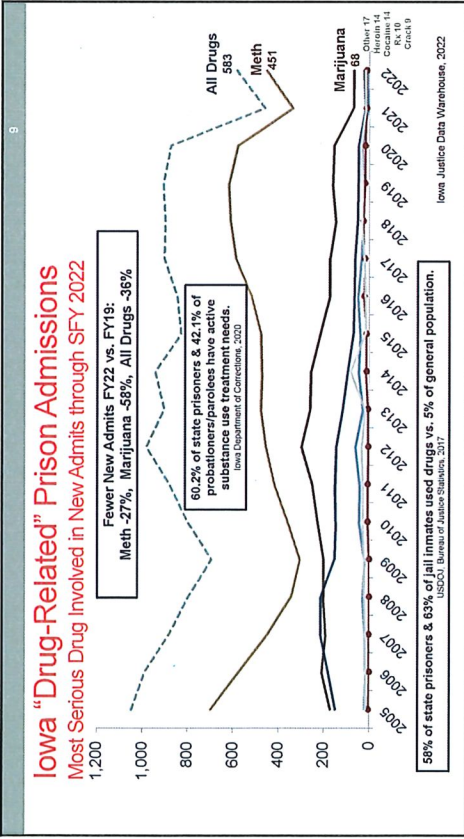 9
Iowa "Drug-Related" Prison Admissions
Most Serious Drug Involved in New Admits through SFY 2022
Fewer New Admits FY22 vs. FY19:
Meth -27%, Marijuana -58%, All Drugs -36%
60.2% of state prisoners & 42.1% of
probationers/parolees have active
substance use treatment needs.
Iowa Department of Corrections, 2020
All Drugs
583
Meth
451
Marijuana
68
Other 17
Heroin 14
Cocaine 14
Rx 10
Crack 9
1,200
1,000
800
600
400
200
0
2005
2006
2007
2008
2009
2010
2011
2012
2013
2014
2015
2016
2017
2018
2019
2020
2021
2022
58% of state prisoners & 63% of jail inmates used drugs vs. 5% of general population.
USDOJ, Bureau of Justice Statistics, 2017
Iowa Justice Data Warehouse, 2022